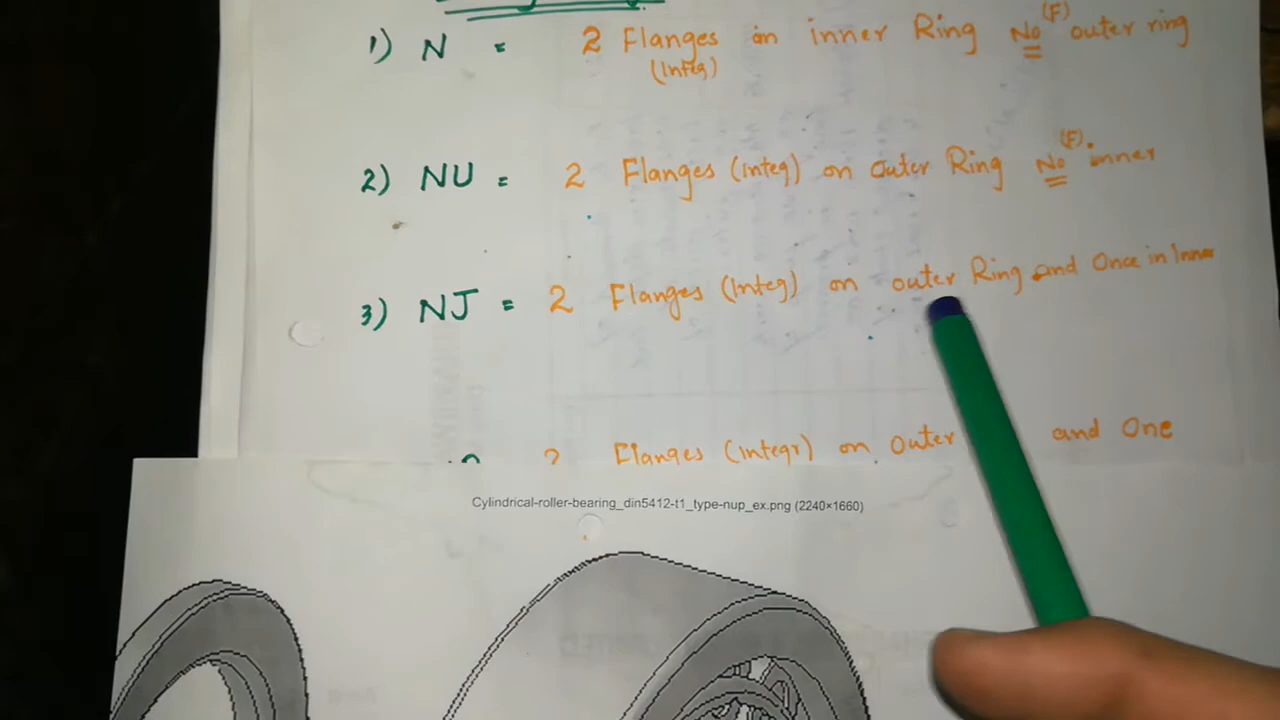 1) N = 2 Flanges on inner Ring No (F) outer ring
(Integ)
2) NU = 2 Flanges (integ) on Outer Ring No (F). inner
3) NJ = 2 Flanges (Integ) on outer Ring and Once in Inner
2 Flanges (integr) on Outer and One
Cylindrical-roller-bearing_din5412-t1_type-nup_ex.png (2240×1660)